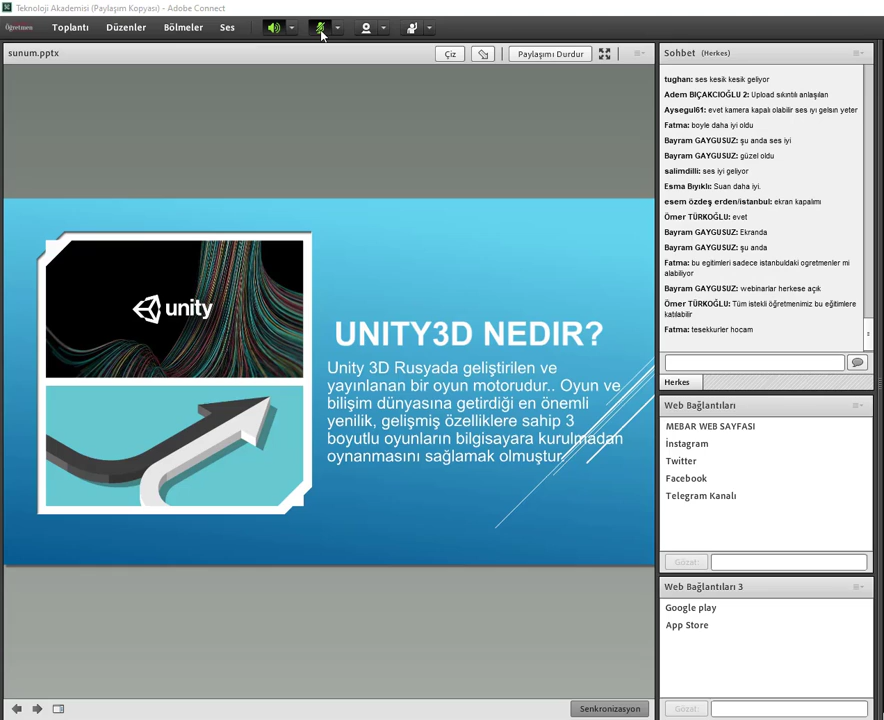 Teknoloji Akademisi (Paylaşım Kopyası) - Adobe Connect
Öğretmen Toplantı Düzenler Bölmeler Ses
sunum.pptx
Çiz
Paylaşımı Durdur
unity
UNITY3D NEDIR?
Unity 3D Rusyada geliştirilen ve
yayınlanan bir oyun motorudur.. Oyun ve
bilişim dünyasına getirdiği en önemli
yenilik, gelişmiş özelliklere sahip 3
boyutlu oyunların bilgisayara kurulmadan
oynanmasını sağlamak olmuştur.
Senkronizasyon
Sohbet (Herkes)
tughan: ses kesik kesik geliyor
Adem BIÇAKCIOĞLU 2: Upload sıkıntılı anlaşılan
Aysegul61: evet kamera kapalı olabilir ses ıyı gelsın yeter
Fatma: boyle daha iyi oldu
Bayram GAYGUSUZ: şu anda ses iyi
Bayram GAYGUSUZ: güzel oldu
salimdilli: ses iyi geliyor
Esma Bıyıklı: Suan daha iyi.
esem özdeş erden/istanbul: ekran kapalımı
Ömer TÜRKOĞLU: evet
Bayram GAYGUSUZ: Ekranda
Bayram GAYGUSUZ: şu anda
Fatma: bu egitimleri sadece istanbuldaki ogretmenler mi
alabiliyor
Bayram GAYGUSUZ: webinarlar herkese açık
Ömer TÜRKOĞLU: Tüm istekli öğretmenimiz bu eğitimlere
katılabilir
Fatma: tesekkurler hocam
Herkes
Web Bağlantıları
MEBAR WEB SAYFASI
İnstagram
Twitter
Facebook
Telegram Kanalı
Gözat:
Web Bağlantıları 3
Google play
App Store
Gözat: